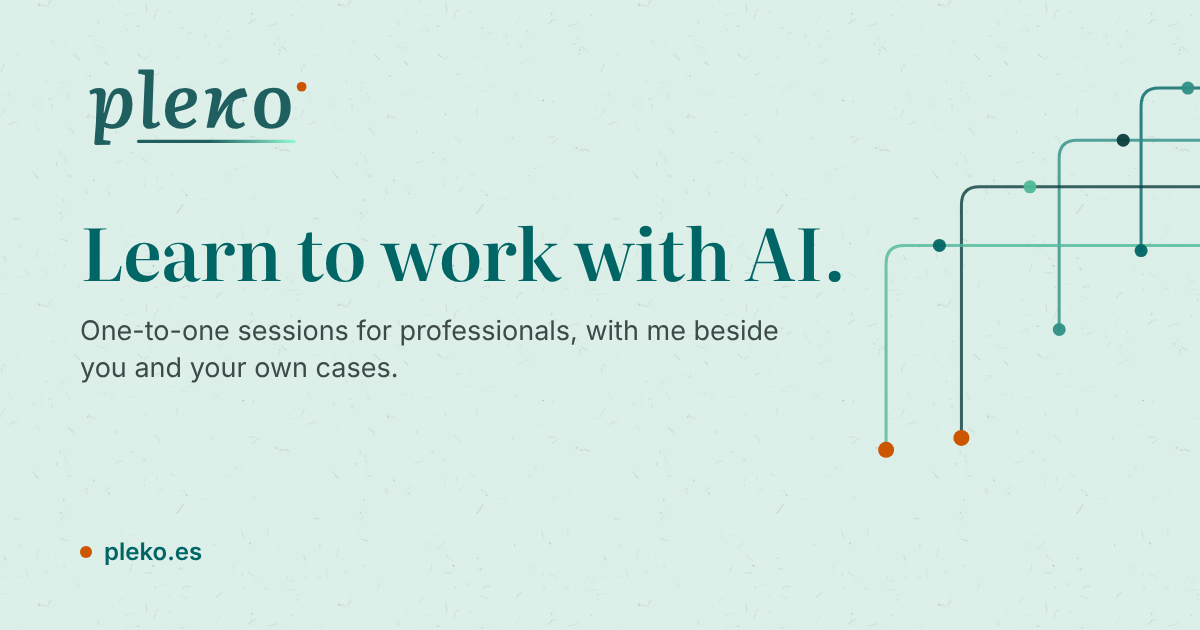 pleko
Learn to work with AI.
One-to-one sessions for professionals, with me beside
you and your own cases.
pleko.es